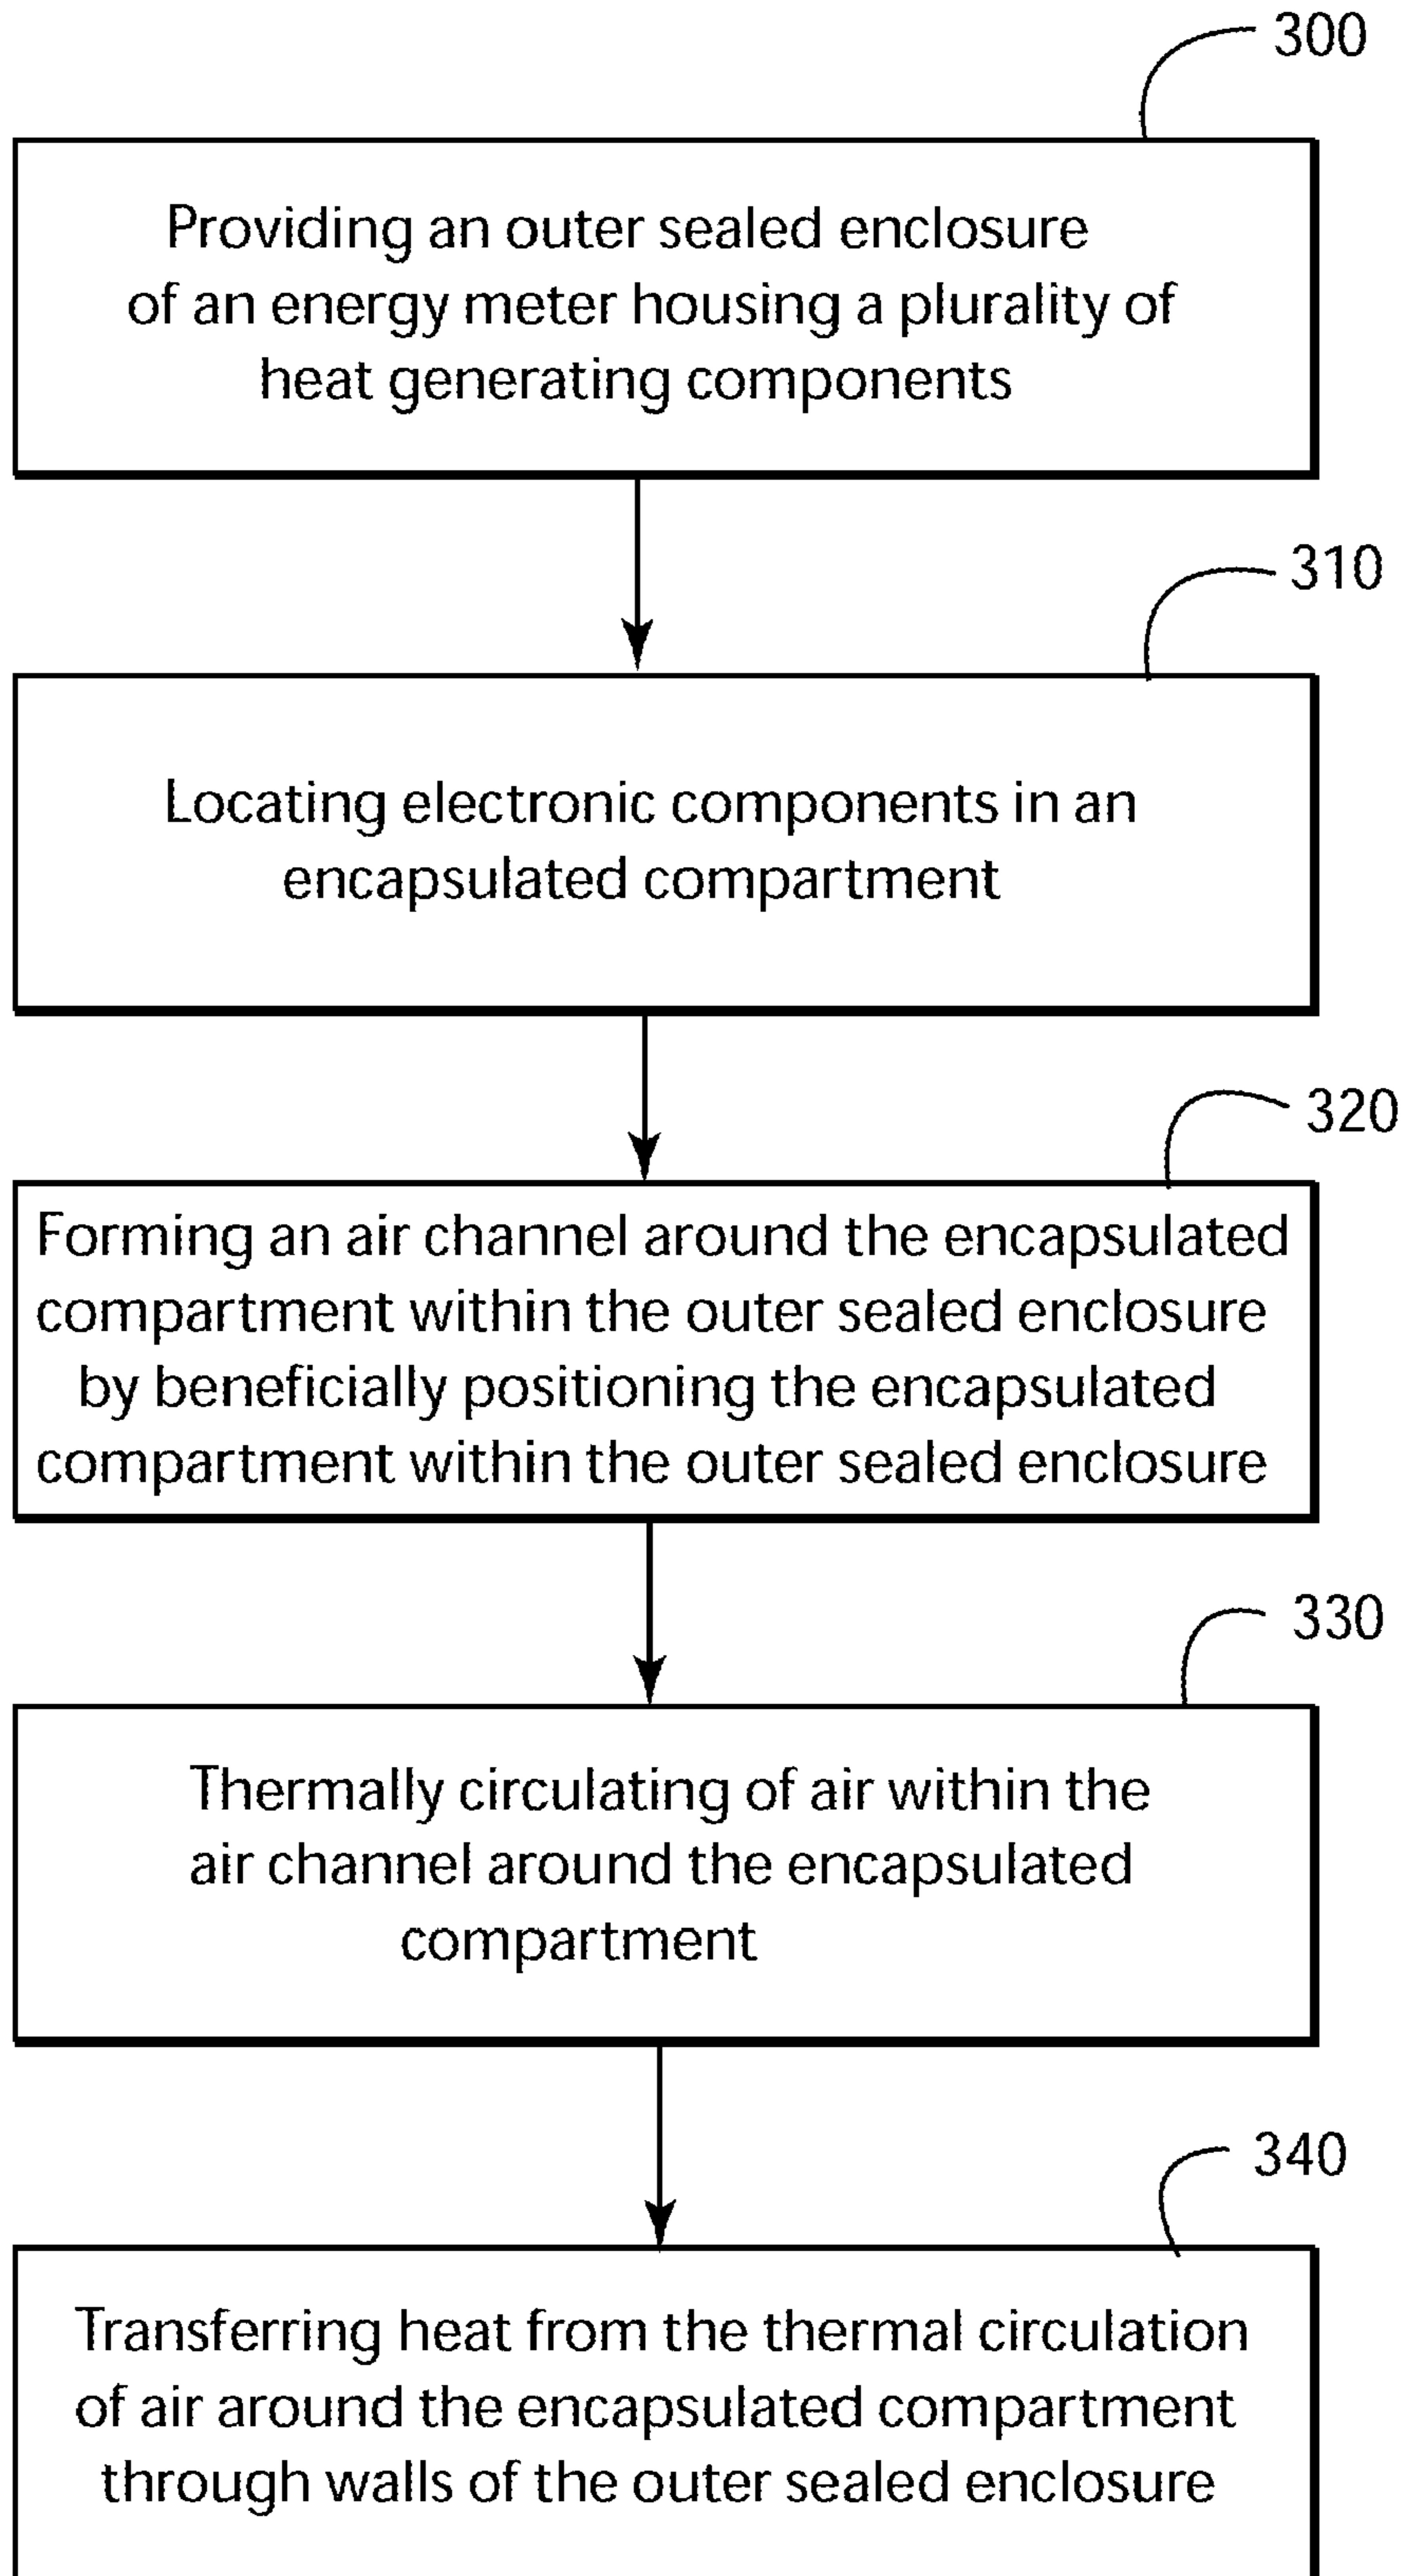 300
Providing an outer sealed enclosure
of an energy meter housing a plurality of
heat generating components
310
Locating electronic components in an
encapsulated compartment
320
Forming an air channel around the encapsulated
compartment within the outer sealed enclosure
by beneficially positioning the encapsulated
compartment within the outer sealed enclosure
330
Thermally circulating of air within the
air channel around the encapsulated
compartment
340
Transferring heat from the thermal circulation
of air around the encapsulated compartment
through walls of the outer sealed enclosure